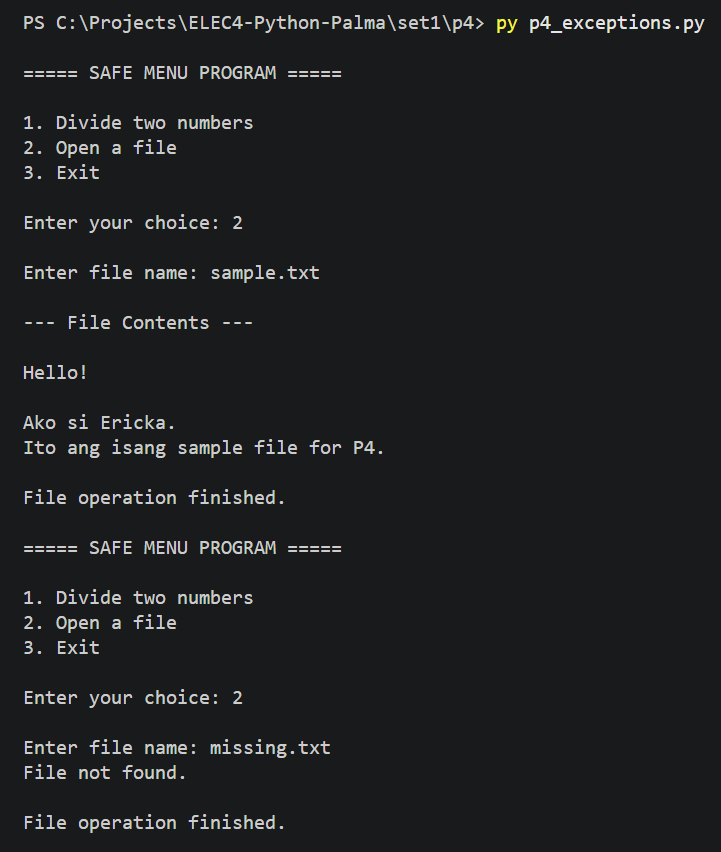 PS C:\Projects\ELEC4-Python-Palma\set1\p4> py p4_exceptions.py
===== SAFE MENU PROGRAM =====
1. Divide two numbers
2. Open a file
3. Exit
Enter your choice: 2
Enter file name: sample.txt
--- File Contents ---
Hello!
Ako si Ericka.
Ito ang isang sample file for P4.
File operation finished.
===== SAFE MENU PROGRAM =====
1. Divide two numbers
2. Open a file
3. Exit
Enter your choice: 2
Enter file name: missing.txt
File not found.
File operation finished.